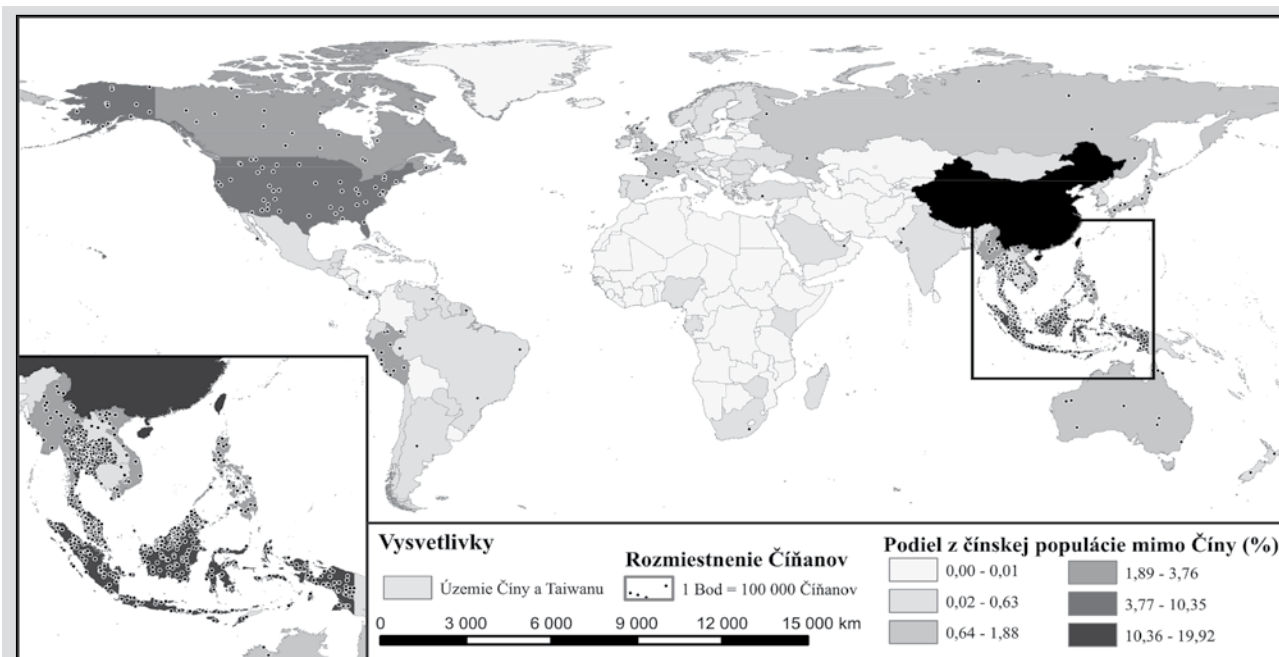 Vysvetlivky
Územie Číny a Taiwanu
Rozmiestnenie Číňanov
1 Bod = 100 000 Číňanov
0 3 000 6 000 9 000 12 000 15 000 km
Podiel z čínskej populácie mimo Číny (%)
0,00 - 0,01
0,02 - 0,63
0,64 - 1,88
1,89 - 3,76
3,77 - 10,35
10,36 - 19,92